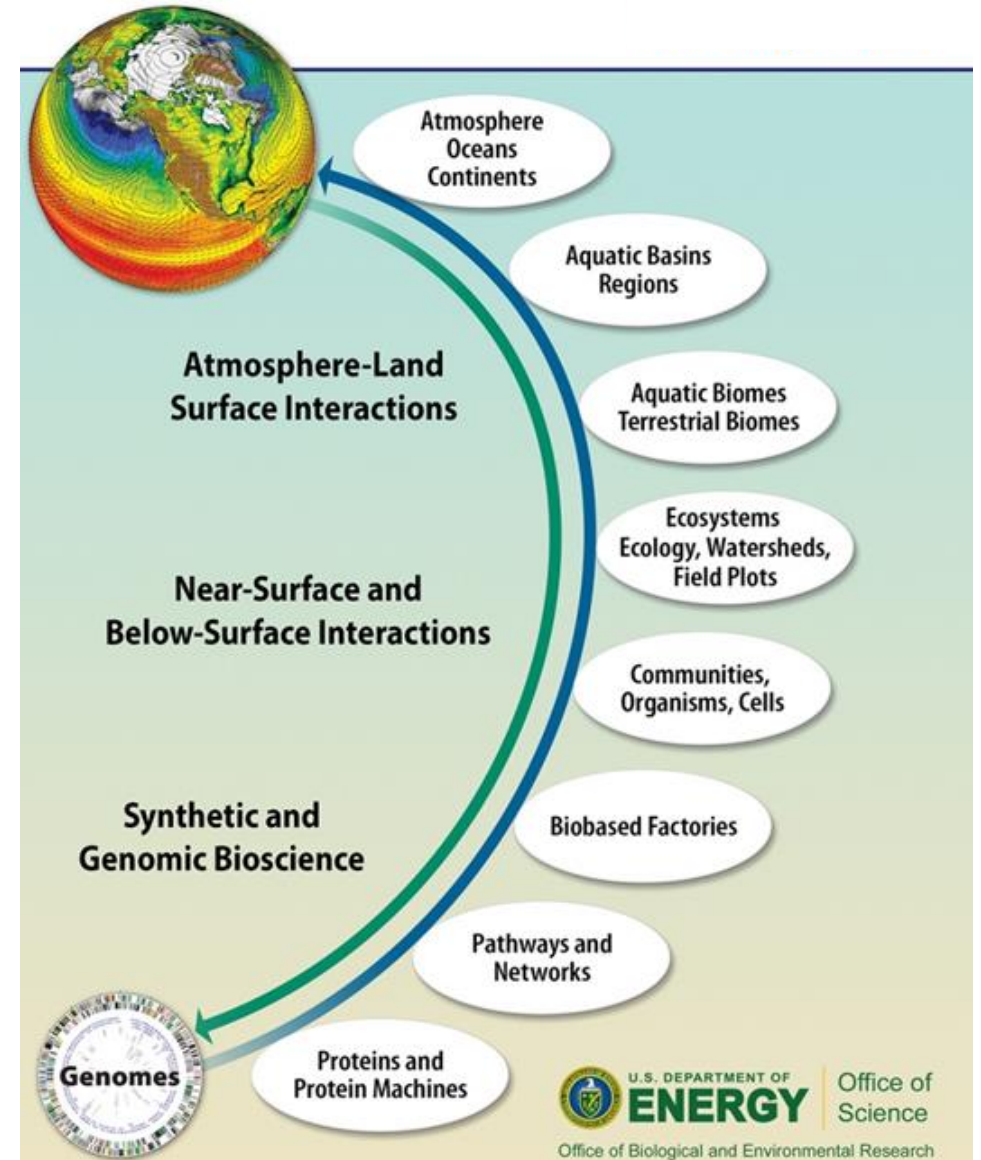 Atmosphere
Oceans
Continents
Aquatic Basins
Regions
Atmosphere-Land
Surface Interactions
Aquatic Biomes
Terrestrial Biomes
Ecosystems
Ecology, Watersheds,
Field Plots
Near-Surface and
Below-Surface Interactions
Communities,
Organisms, Cells
Synthetic and
Genomic Bioscience
Biobased Factories
Pathways and
Networks
Genomes
Proteins and
Protein Machines
U.S. DEPARTMENT OF
ENERGY
Office of
Science
Office of Biological and Environmental Research